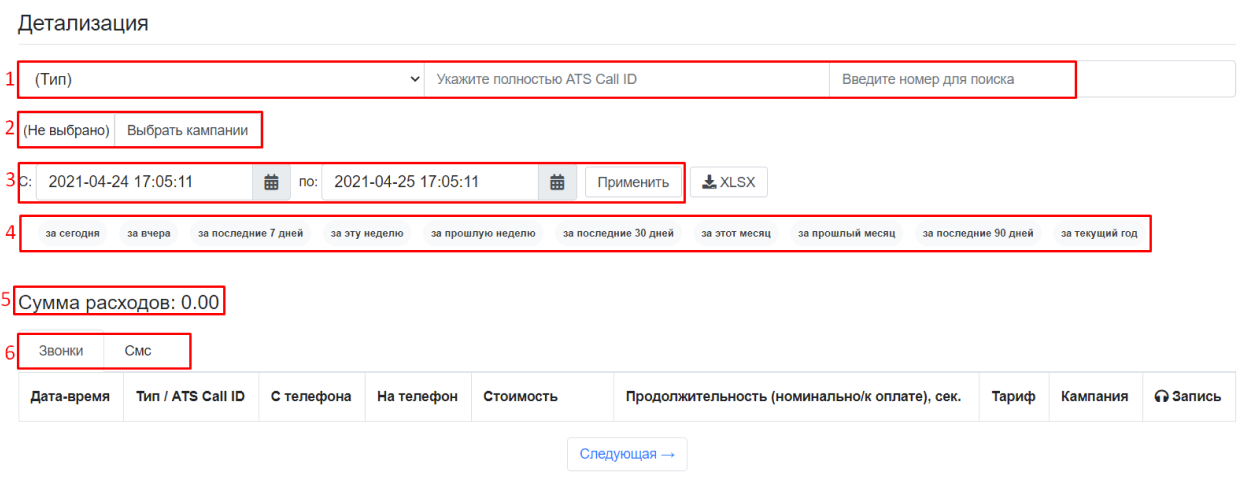 Детализация
1 (Тип) Укажите полностью ATS Call ID Введите номер для поиска
2 (Не выбрано) Выбрать кампании
3 С: 2021-04-24 17:05:11 по: 2021-04-25 17:05:11 Применить XLSX
4 за сегодня за вчера за последние 7 дней за эту неделю за прошлую неделю за последние 30 дней за этот месяц за прошлый месяц за последние 90 дней за текущий год
5 Сумма расходов: 0.00
6 Звонки Смс
Дата-время Тип / ATS Call ID С телефона На телефон Стоимость Продолжительность (номинально/к оплате), сек. Тариф Кампания Запись
Следующая →